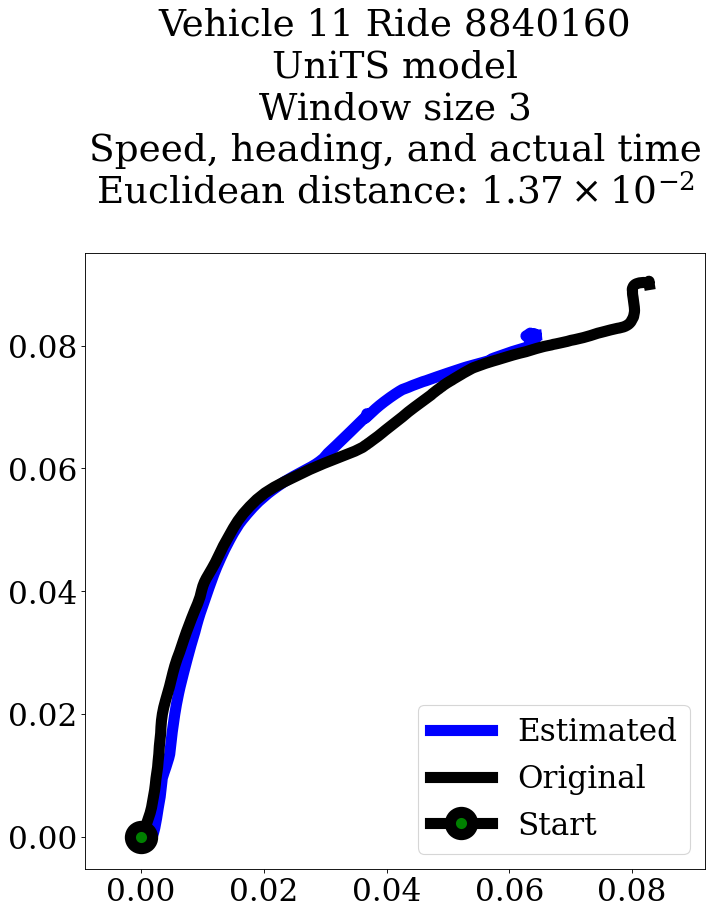 Vehicle 11 Ride 8840160
UniTS model
Window size 3
Speed, heading, and actual time
Euclidean distance: 1.37 × 10⁻²
0.08
0.06
0.04
0.02
0.00
Estimated
Original
Start
0.00 0.02 0.04 0.06 0.08